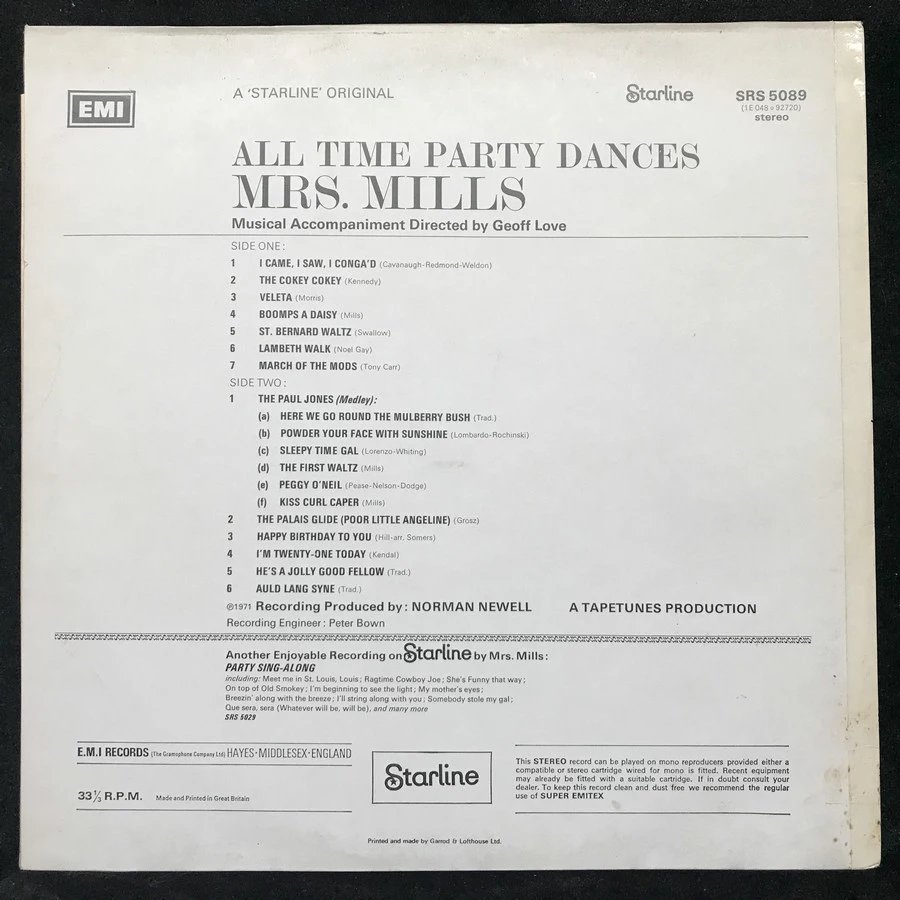 EMI
A 'STARLINE' ORIGINAL
Starline
SRS 5089
(1E 048 o 92720)
stereo
ALL TIME PARTY DANCES
MRS. MILLS
Musical Accompaniment Directed by Geoff Love
SIDE ONE:
1 I CAME, I SAW, I CONGA'D (Cavanaugh-Redmond-Weldon)
2 THE COKEY COKEY (Kennedy)
3 VELETA (Morris)
4 BOOMPS A DAISY (Mills)
5 ST. BERNARD WALTZ (Swallow)
6 LAMBETH WALK (Noel Gay)
7 MARCH OF THE MODS (Tony Carr)
SIDE TWO:
1 THE PAUL JONES (Medley):
(a) HERE WE GO ROUND THE MULBERRY BUSH (Trad.)
(b) POWDER YOUR FACE WITH SUNSHINE (Lombardo-Rochinski)
(c) SLEEPY TIME GAL (Lorenzo-Whiting)
(d) THE FIRST WALTZ (Mills)
(e) PEGGY O'NEIL (Pease-Nelson-Dodge)
(f) KISS CURL CAPER (Mills)
2 THE PALAIS GLIDE (POOR LITTLE ANGELINE) (Grosz)
3 HAPPY BIRTHDAY TO YOU (Hill-arr. Somers)
4 I'M TWENTY-ONE TODAY (Kendal)
5 HE'S A JOLLY GOOD FELLOW (Trad.)
6 AULD LANG SYNE (Trad.)
℗1971 Recording Produced by: NORMAN NEWELL A TAPETUNES PRODUCTION
Recording Engineer: Peter Bown
Another Enjoyable Recording on Starline by Mrs. Mills:
PARTY SING-ALONG
including: Meet me in St. Louis, Louis; Ragtime Cowboy Joe; She's Funny that way;
On top of Old Smokey; I'm beginning to see the light; My mother's eyes;
Breezin' along with the breeze; I'll string along with you; Somebody stole my gal;
Que sera, sera (Whatever will be, will be), and many more
SRS 5029
E.M.I RECORDS (The Gramophone Company Ltd) HAYES·MIDDLESEX·ENGLAND
33⅓ R.P.M. Made and Printed in Great Britain
Starline
This STEREO record can be played on mono reproducers provided either a
compatible or stereo cartridge wired for mono is fitted. Recent equipment
may already be fitted with a suitable cartridge. If in doubt consult your
dealer. To keep this record clean and dust free we recommend the regular
use of SUPER EMITEX
Printed and made by Garrod & Lofthouse Ltd.